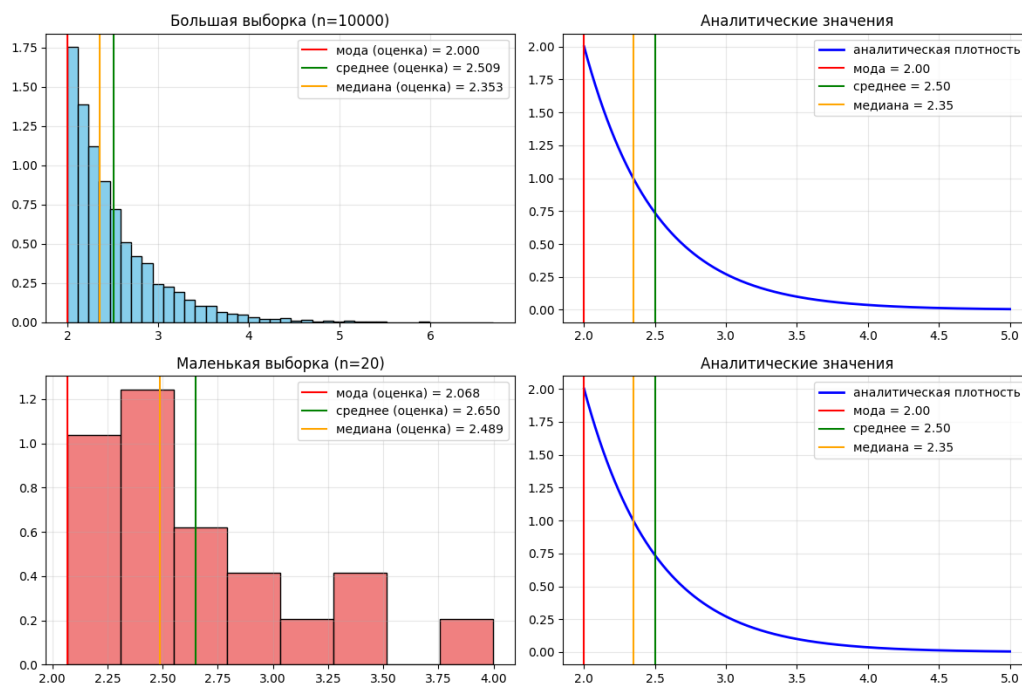 Большая выборка (n=10000)
мода (оценка) = 2.000
среднее (оценка) = 2.509
медиана (оценка) = 2.353
1.75
1.50
1.25
1.00
0.75
0.50
0.25
0.00
2 3 4 5 6
Аналитические значения
аналитическая плотность
мода = 2.00
среднее = 2.50
медиана = 2.35
2.00
1.75
1.50
1.25
1.00
0.75
0.50
0.25
0.00
2.0 2.5 3.0 3.5 4.0 4.5 5.0
Маленькая выборка (n=20)
мода (оценка) = 2.068
среднее (оценка) = 2.650
медиана (оценка) = 2.489
1.2
1.0
0.8
0.6
0.4
0.2
0.0
2.00 2.25 2.50 2.75 3.00 3.25 3.50 3.75 4.00
Аналитические значения
аналитическая плотность
мода = 2.00
среднее = 2.50
медиана = 2.35
2.00
1.75
1.50
1.25
1.00
0.75
0.50
0.25
0.00
2.0 2.5 3.0 3.5 4.0 4.5 5.0